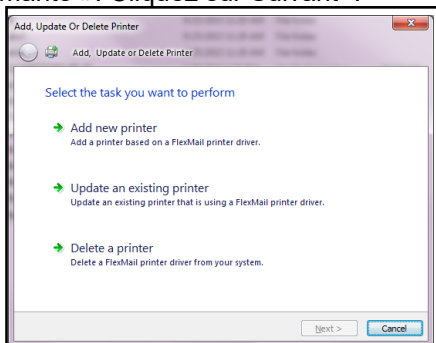 Add, Update Or Delete Printer
Add, Update or Delete Printer
Select the task you want to perform
Add new printer
Add a printer based on a FlexMail printer driver.
Update an existing printer
Update an existing printer that is using a FlexMail printer driver.
Delete a printer
Delete a FlexMail printer driver from your system.
Next > Cancel